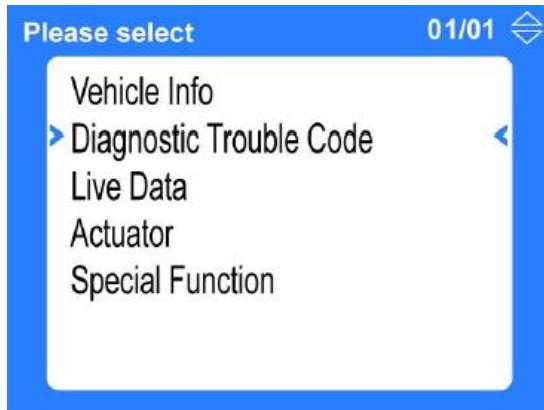 Please select 01/01
Vehicle Info
> Diagnostic Trouble Code <
Live Data
Actuator
Special Function